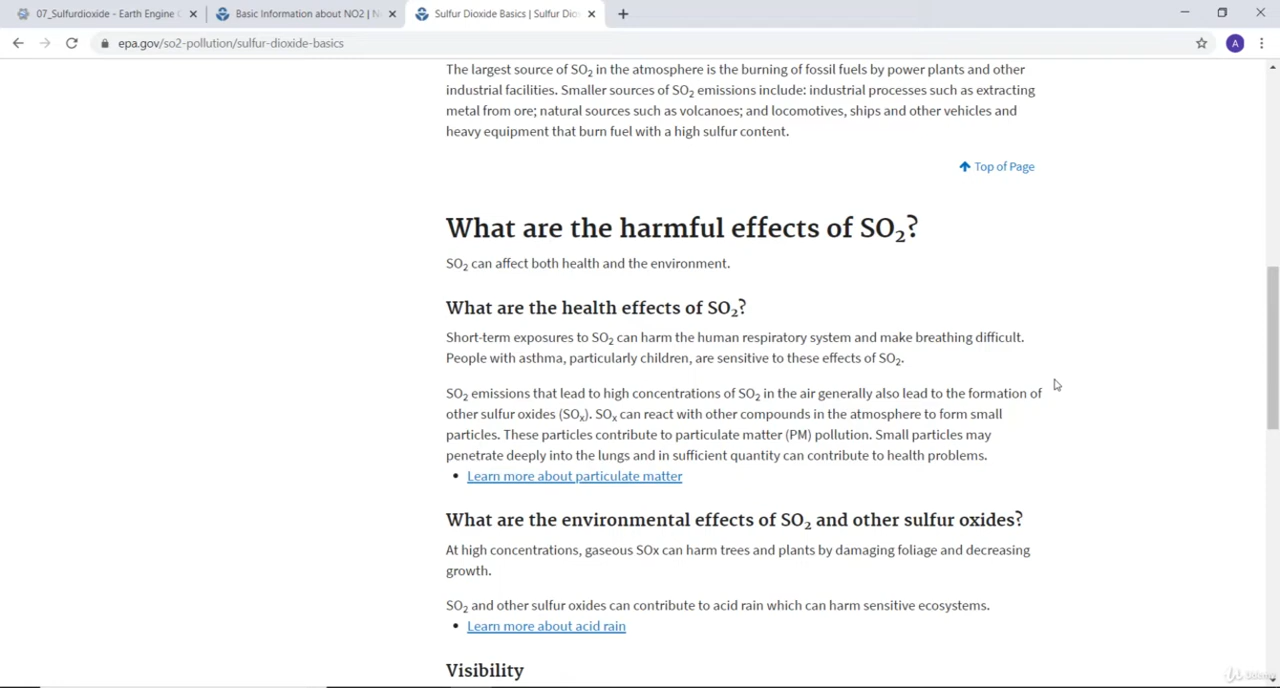 07_Sulfurdioxide - Earth Engine
Basic Information about NO2 | N
Sulfur Dioxide Basics | Sulfur Dio
epa.gov/so2-pollution/sulfur-dioxide-basics
A
The largest source of SO₂ in the atmosphere is the burning of fossil fuels by power plants and other
industrial facilities. Smaller sources of SO₂ emissions include: industrial processes such as extracting
metal from ore; natural sources such as volcanoes; and locomotives, ships and other vehicles and
heavy equipment that burn fuel with a high sulfur content.
Top of Page
What are the harmful effects of SO₂?
SO₂ can affect both health and the environment.
What are the health effects of SO₂?
Short-term exposures to SO₂ can harm the human respiratory system and make breathing difficult.
People with asthma, particularly children, are sensitive to these effects of SO₂.
SO₂ emissions that lead to high concentrations of SO₂ in the air generally also lead to the formation of
other sulfur oxides (SOₓ). SOₓ can react with other compounds in the atmosphere to form small
particles. These particles contribute to particulate matter (PM) pollution. Small particles may
penetrate deeply into the lungs and in sufficient quantity can contribute to health problems.
• Learn more about particulate matter
What are the environmental effects of SO₂ and other sulfur oxides?
At high concentrations, gaseous SOx can harm trees and plants by damaging foliage and decreasing
growth.
SO₂ and other sulfur oxides can contribute to acid rain which can harm sensitive ecosystems.
• Learn more about acid rain
Visibility
Udemy